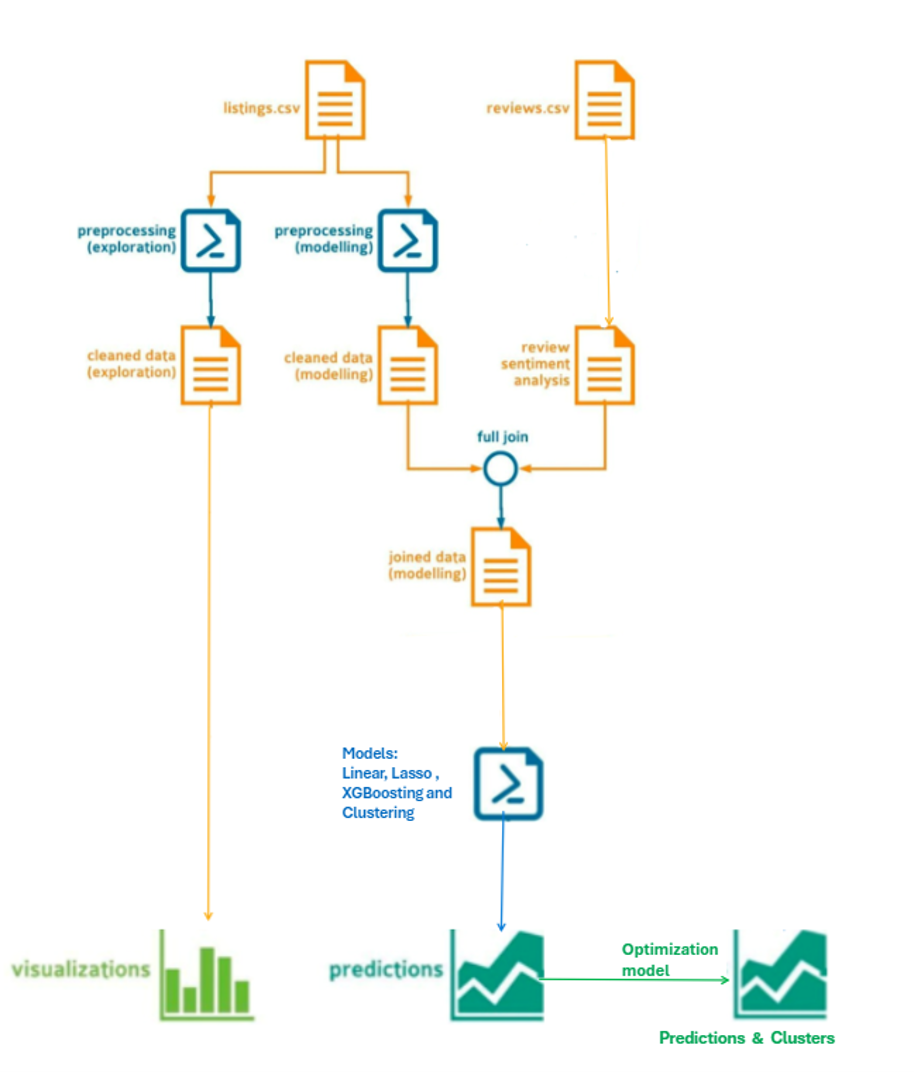 listings.csv
reviews.csv
preprocessing
(exploration)
preprocessing
(modelling)
cleaned data
(exploration)
cleaned data
(modelling)
review
sentiment
analysis
full join
joined data
(modelling)
Models:
Linear, Lasso ,
XGBoosting and
Clustering
visualizations
predictions
Optimization
model
Predictions & Clusters